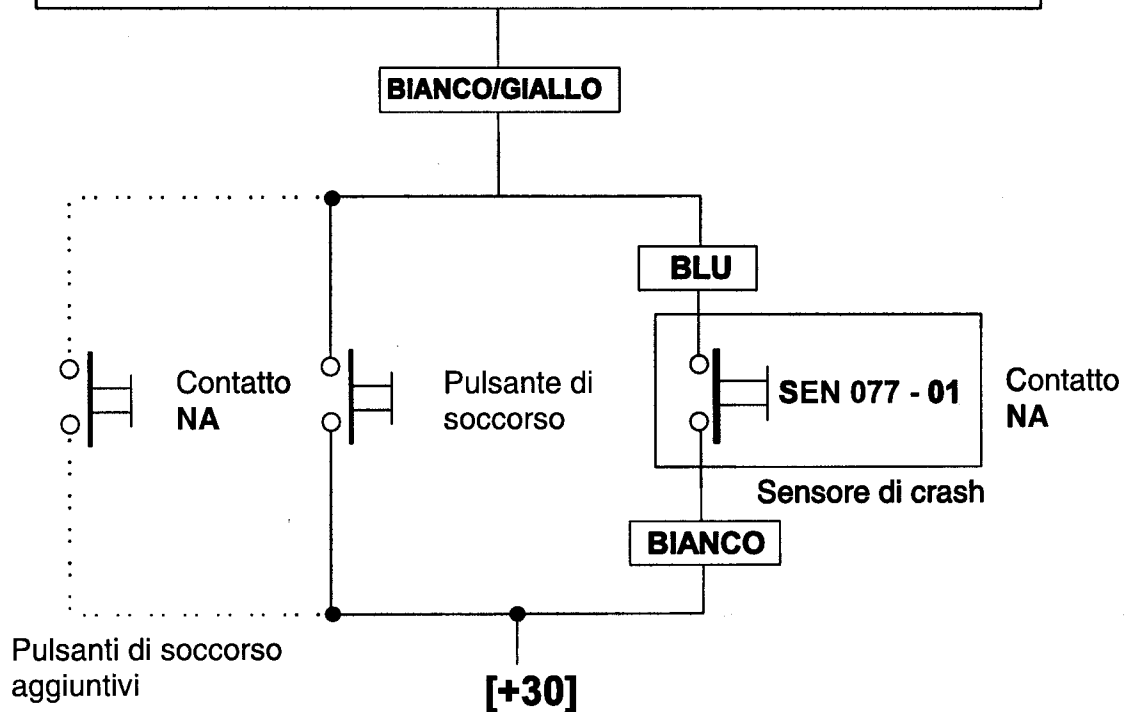 BIANCO/GIALLO
BLU
Contatto
NA
Pulsante di
soccorso
SEN 077 - 01
Contatto
NA
Sensore di crash
BIANCO
Pulsanti di soccorso
aggiuntivi
[+30]